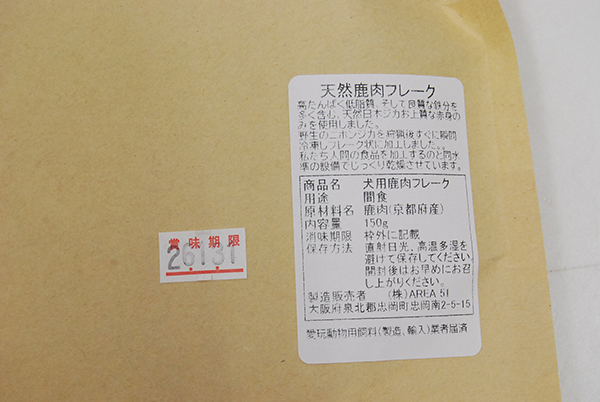 天然鹿肉フレーク
高たんぱく低脂質、そして良質な鉄分を
多く含し、天然日本ジカお上質な赤身の
みを使用しました。
野生のニホンジカを狩猟後すぐに瞬間
冷凍しフレーク状に加工しました。
私たち人間の食品を加工するのと同水
準の設備でじっくり乾燥させています。
商品名 犬用鹿肉フレーク
用途 間食
原材料名 鹿肉(京都府産)
内容量 150g
消味期限 枠外に記載
保存方法 直射日光、高温多湿を
避けて保存してください。
開封後はお早めにお召
し上がりください。
製造販売者 (株)AREA 51
大阪府泉北郡忠岡町忠岡南2-5-15
愛玩動物用飼料(製造、輸入)業者届済
賞味期限
26.1.31